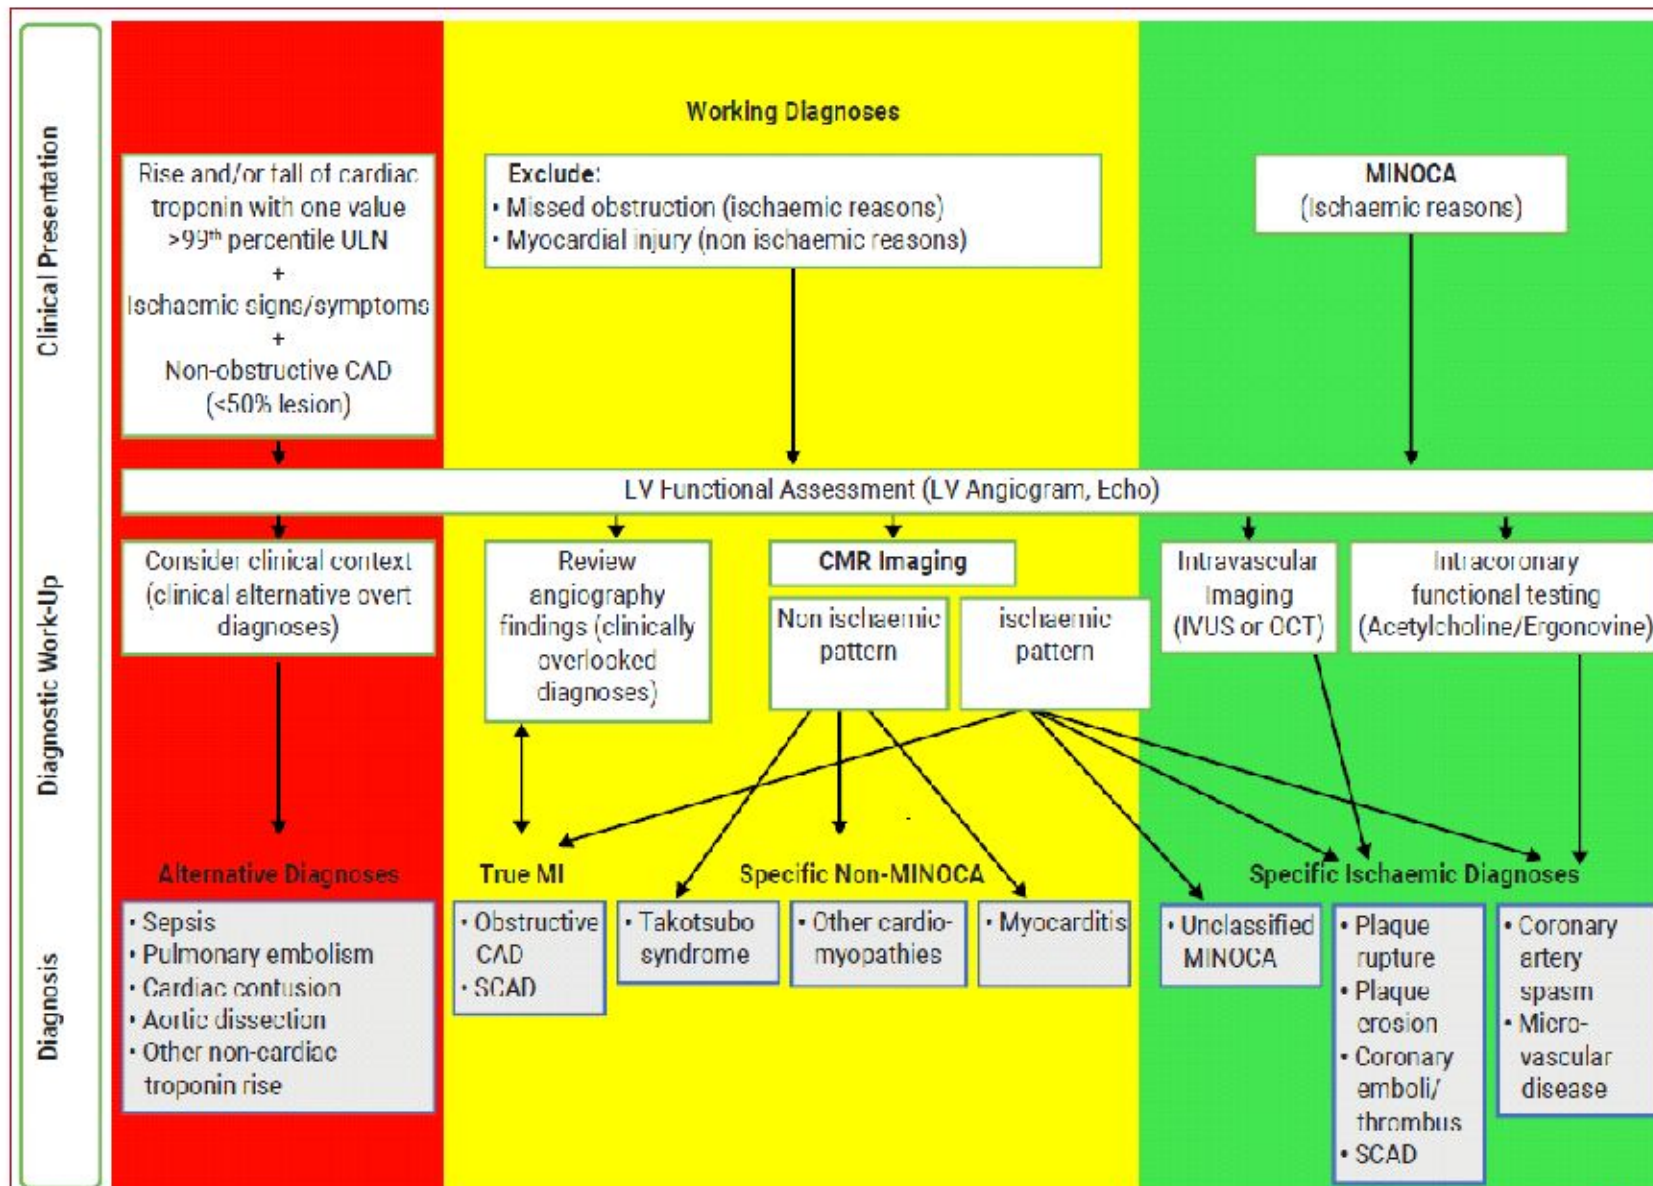 Clinical Presentation
Rise and/or fall of cardiac
troponin with one value
>99th percentile ULN
+
Ischaemic signs/symptoms
+
Non-obstructive CAD
(<50% lesion)
Working Diagnoses
Exclude:
• Missed obstruction (ischaemic reasons)
• Myocardial injury (non ischaemic reasons)
MINOCA
(Ischaemic reasons)
LV Functional Assessment (LV Angiogram, Echo)
Diagnostic Work-Up
Consider clinical context
(clinical alternative overt
diagnoses)
Review
angiography
findings (clinically
overlooked
diagnoses)
CMR Imaging
Non ischaemic
pattern
ischaemic
pattern
Intravascular
Imaging
(IVUS or OCT)
Intracoronary
functional testing
(Acetylcholine/Ergonovine)
Diagnosis
Alternative Diagnoses
• Sepsis
• Pulmonary embolism
• Cardiac contusion
• Aortic dissection
• Other non-cardiac
troponin rise
True MI
• Obstructive
CAD
• SCAD
Specific Non-MINOCA
• Takotsubo
syndrome
• Other cardio-
myopathies
• Myocarditis
Specific Ischaemic Diagnoses
• Unclassified
MINOCA
• Plaque
rupture
• Plaque
erosion
• Coronary
emboli/
thrombus
• SCAD
• Coronary
artery
spasm
• Micro-
vascular
disease